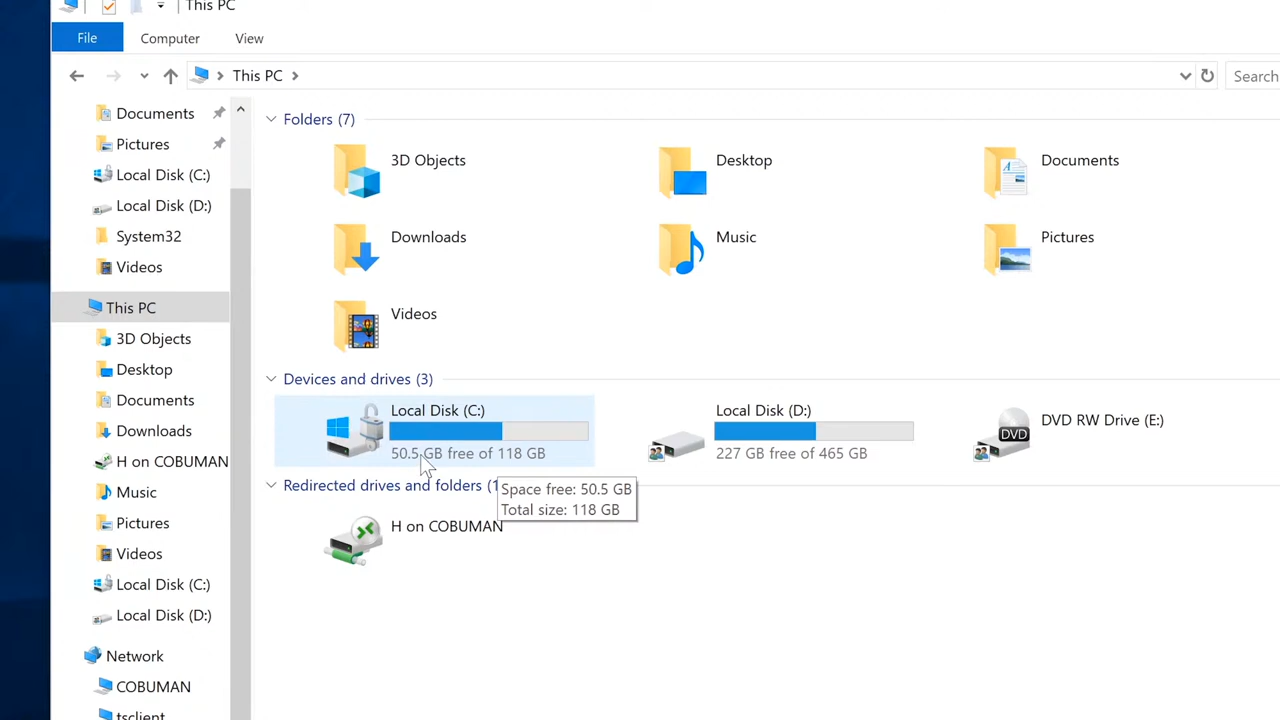 This PC
File
Computer
View
This PC
Search
Documents
Pictures
Local Disk (C:)
Local Disk (D:)
System32
Videos
This PC
3D Objects
Desktop
Documents
Downloads
H on COBUMAN
Music
Pictures
Videos
Local Disk (C:)
Local Disk (D:)
Network
COBUMAN
tsclient
Folders (7)
3D Objects
Desktop
Documents
Downloads
Music
Pictures
Videos
Devices and drives (3)
Local Disk (C:)
50.5 GB free of 118 GB
Local Disk (D:)
227 GB free of 465 GB
DVD
DVD RW Drive (E:)
Redirected drives and folders (1
Space free: 50.5 GB
Total size: 118 GB
H on COBUMAN